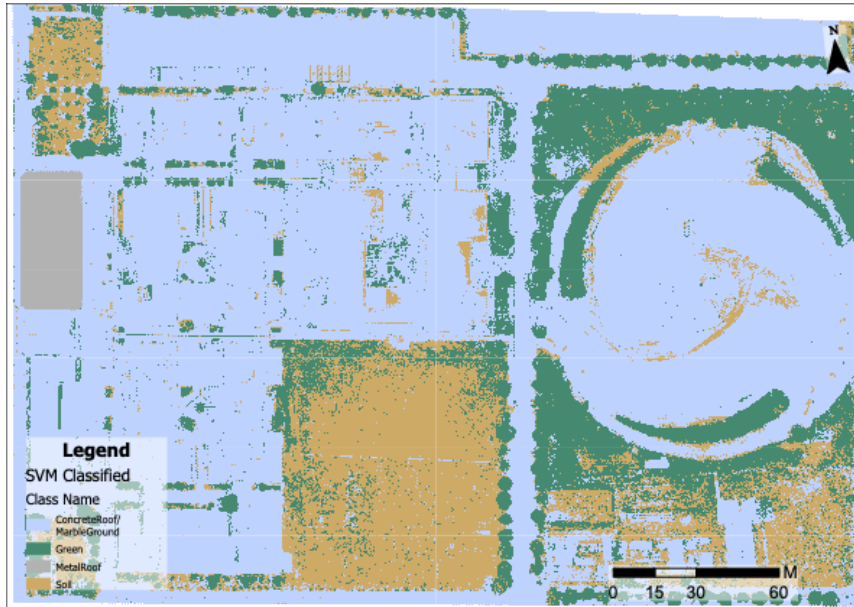 N
Legend
SVM Classified
Class Name
ConcreteRoof/
MarbleGround
Green
MetalRoof
Soil
M
0 15 30 60